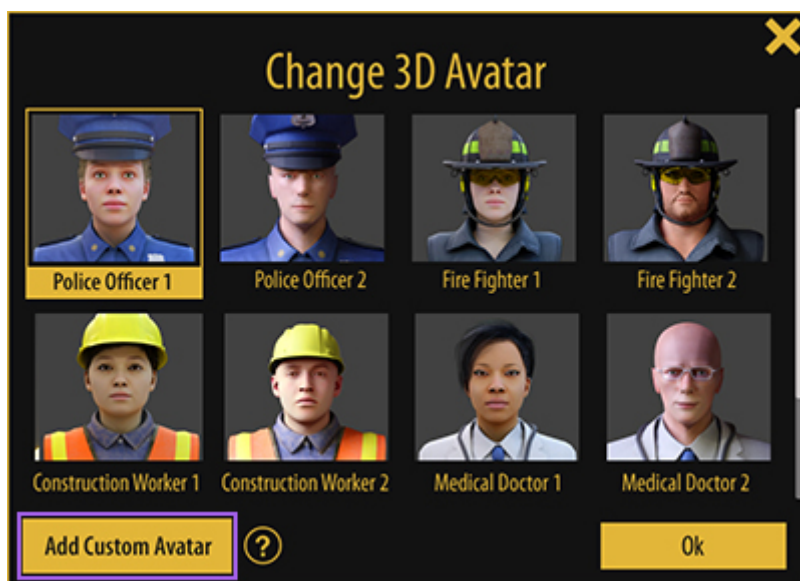 Change 3D Avatar
Police Officer 1
Police Officer 2
Fire Fighter 1
Fire Fighter 2
Construction Worker 1
Construction Worker 2
Medical Doctor 1
Medical Doctor 2
Add Custom Avatar
?
Ok